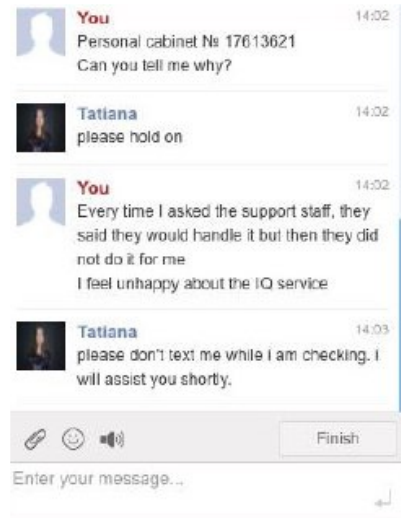 You 14:02
Personal cabinet № 17613621
Can you tell me why?
Tatiana 14:02
please hold on
You 14:02
Every time I asked the support staff, they
said they would handle it but then they did
not do it for me
I feel unhappy about the IQ service
Tatiana 14:03
please don't text me while i am checking. i
will assist you shortly.
Finish
Enter your message...